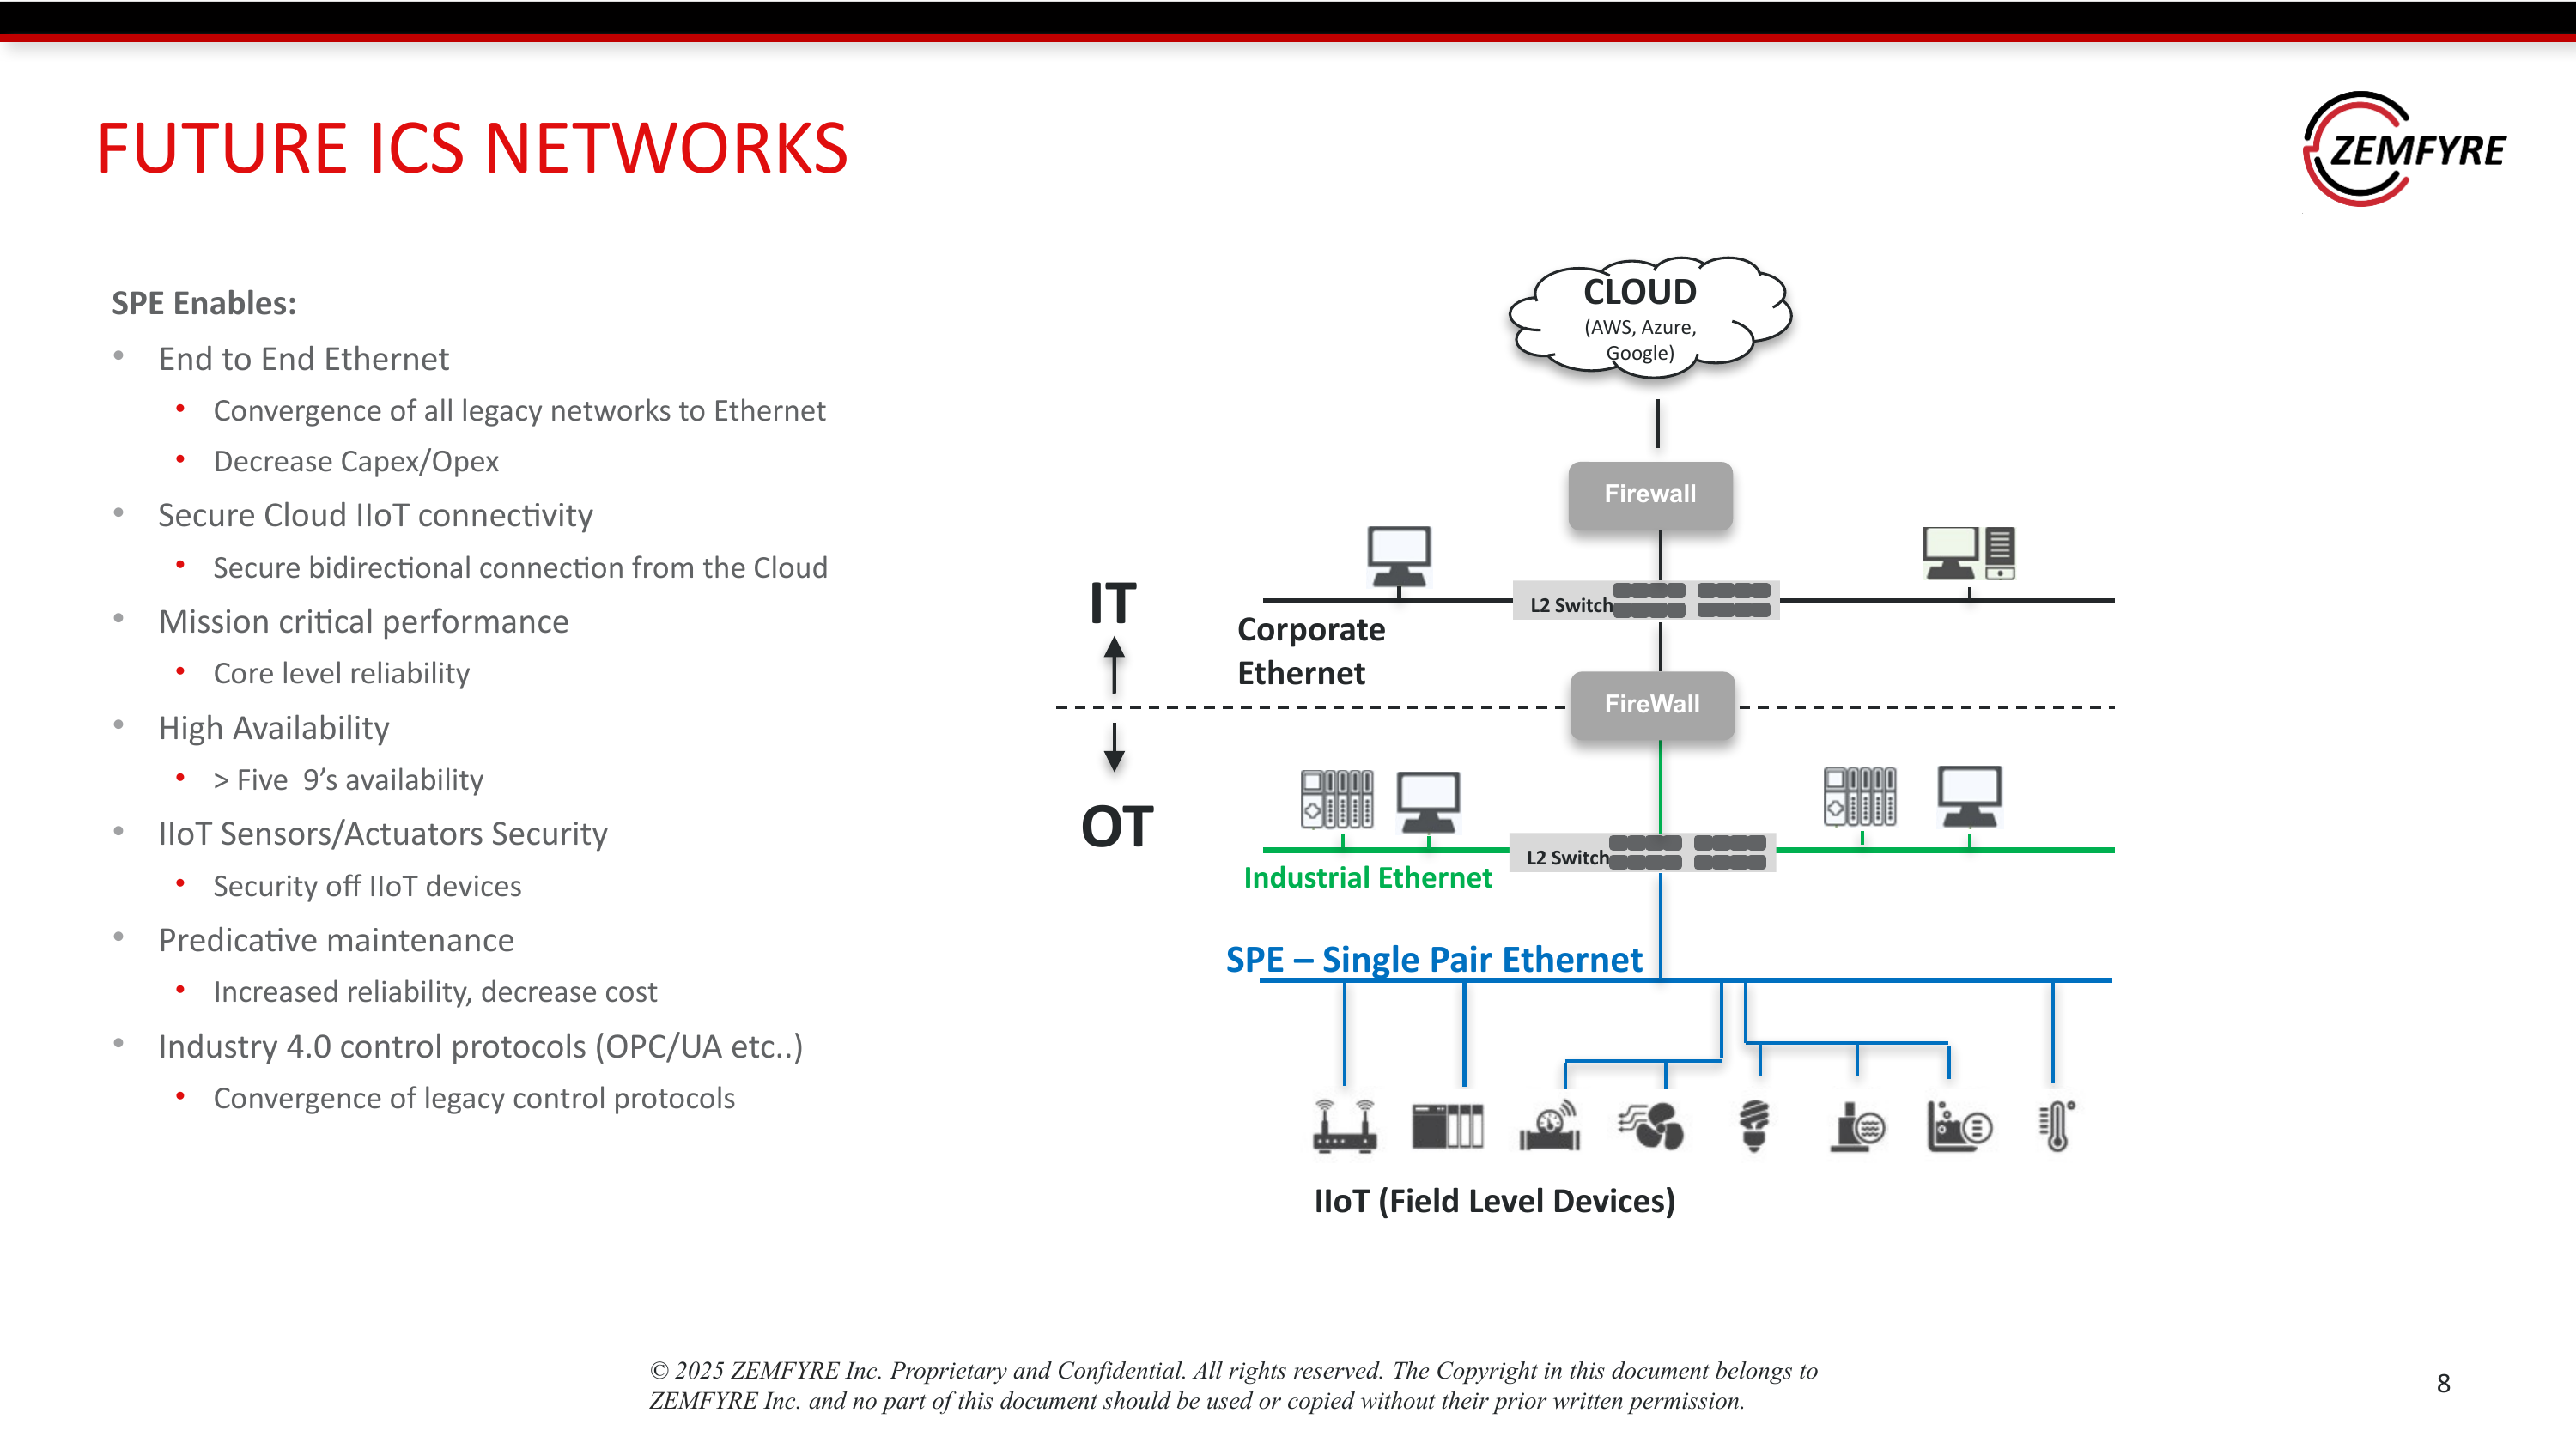 FUTURE ICS NETWORKS
ZEMFYRE
SPE Enables:
• End to End Ethernet
• Convergence of all legacy networks to Ethernet
• Decrease Capex/Opex
• Secure Cloud IIoT connectivity
• Secure bidirectional connection from the Cloud
• Mission critical performance
• Core level reliability
• High Availability
• > Five  9’s availability
• IIoT Sensors/Actuators Security
• Security off IIoT devices
• Predicative maintenance
• Increased reliability, decrease cost
• Industry 4.0 control protocols (OPC/UA etc..)
• Convergence of legacy control protocols
CLOUD
(AWS, Azure,
Google)
Firewall
IT
L2 Switch
Corporate
Ethernet
FireWall
OT
L2 Switch
Industrial Ethernet
SPE – Single Pair Ethernet
IIoT (Field Level Devices)
© 2025 ZEMFYRE Inc. Proprietary and Confidential. All rights reserved. The Copyright in this document belongs to
ZEMFYRE Inc. and no part of this document should be used or copied without their prior written permission.
8